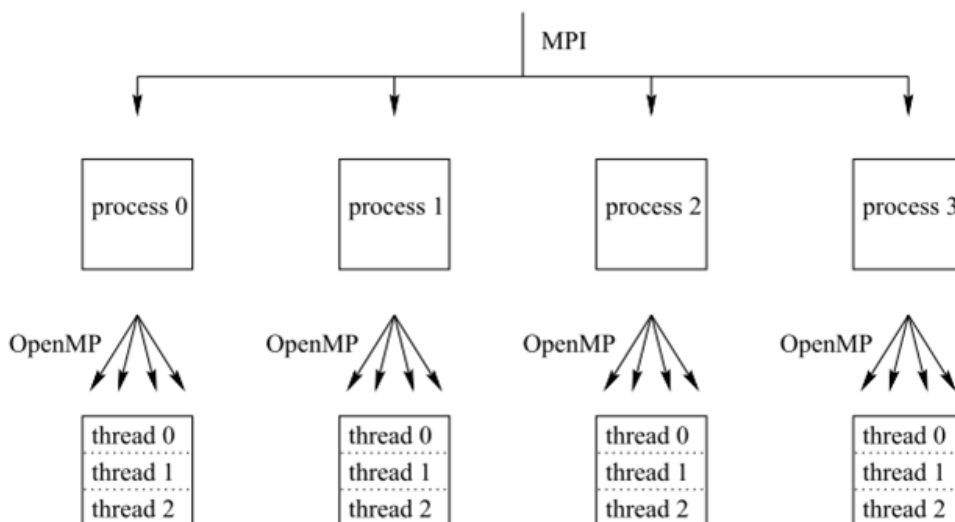 MPI
process 0
process 1
process 2
process 3
OpenMP
OpenMP
OpenMP
OpenMP
thread 0
thread 0
thread 0
thread 0
thread 1
thread 1
thread 1
thread 1
thread 2
thread 2
thread 2
thread 2